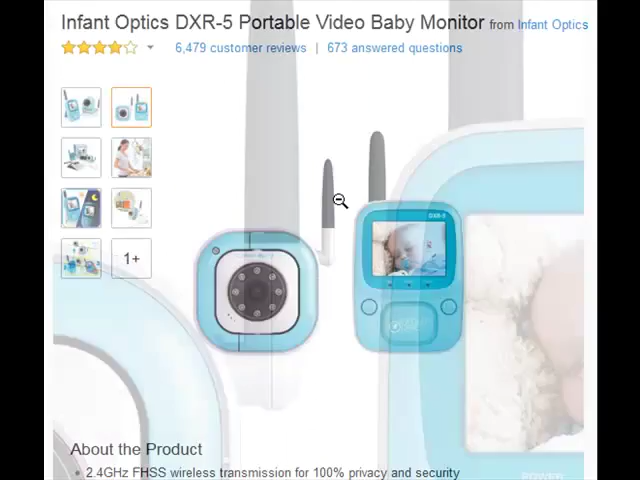 Infant Optics DXR-5 Portable Video Baby Monitor from Infant Optics
6,479 customer reviews | 673 answered questions
DXR-5
1+
About the Product
• 2.4GHz FHSS wireless transmission for 100% privacy and security
POWER